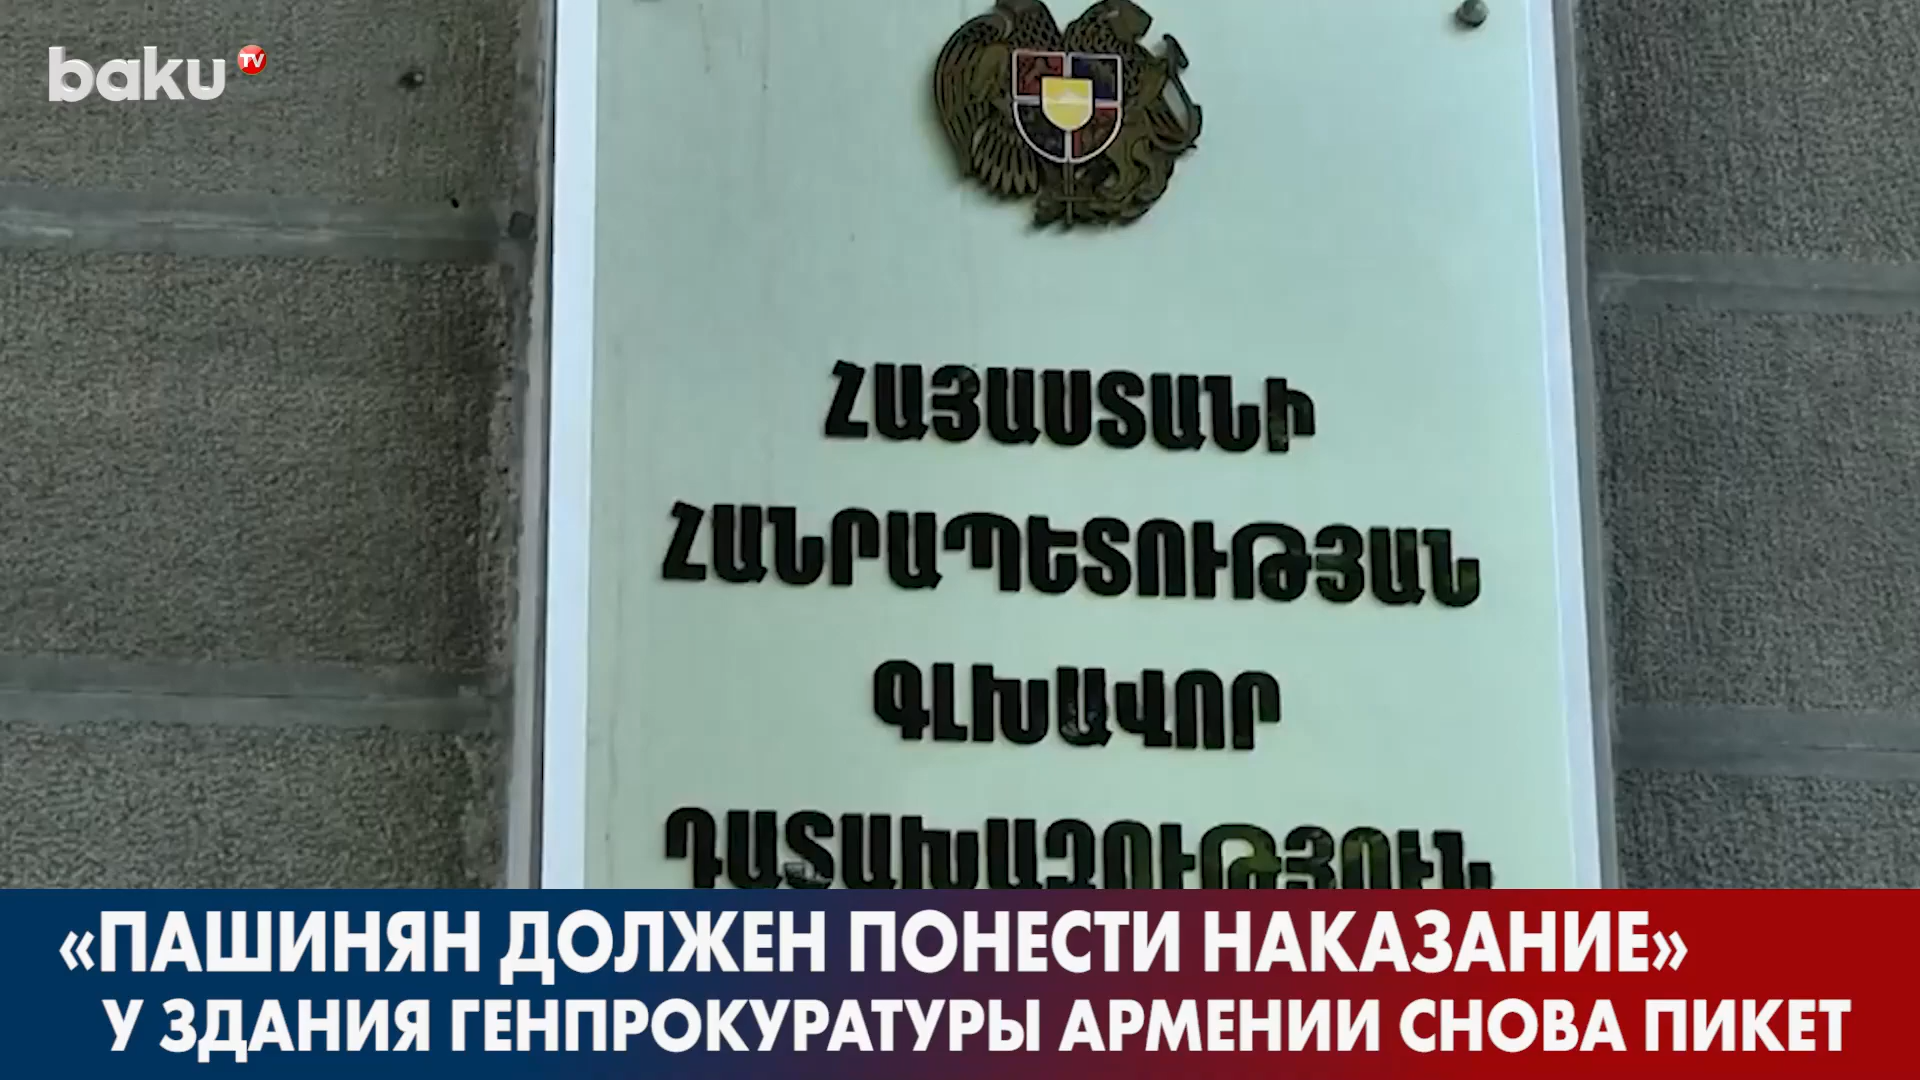 baku TV
ՀԱՅԱՍՏԱՆԻ
ՀԱՆՐԱՊԵՏՈՒԹՅԱՆ
ԳԼԽԱՎՈՐ
ԴԱՏԱԽԱԶՈՒԹՅՈՒՆ
«ПАШИНЯН ДОЛЖЕН ПОНЕСТИ НАКАЗАНИЕ»
У ЗДАНИЯ ГЕНПРОКУРАТУРЫ АРМЕНИИ СНОВА ПИКЕТ